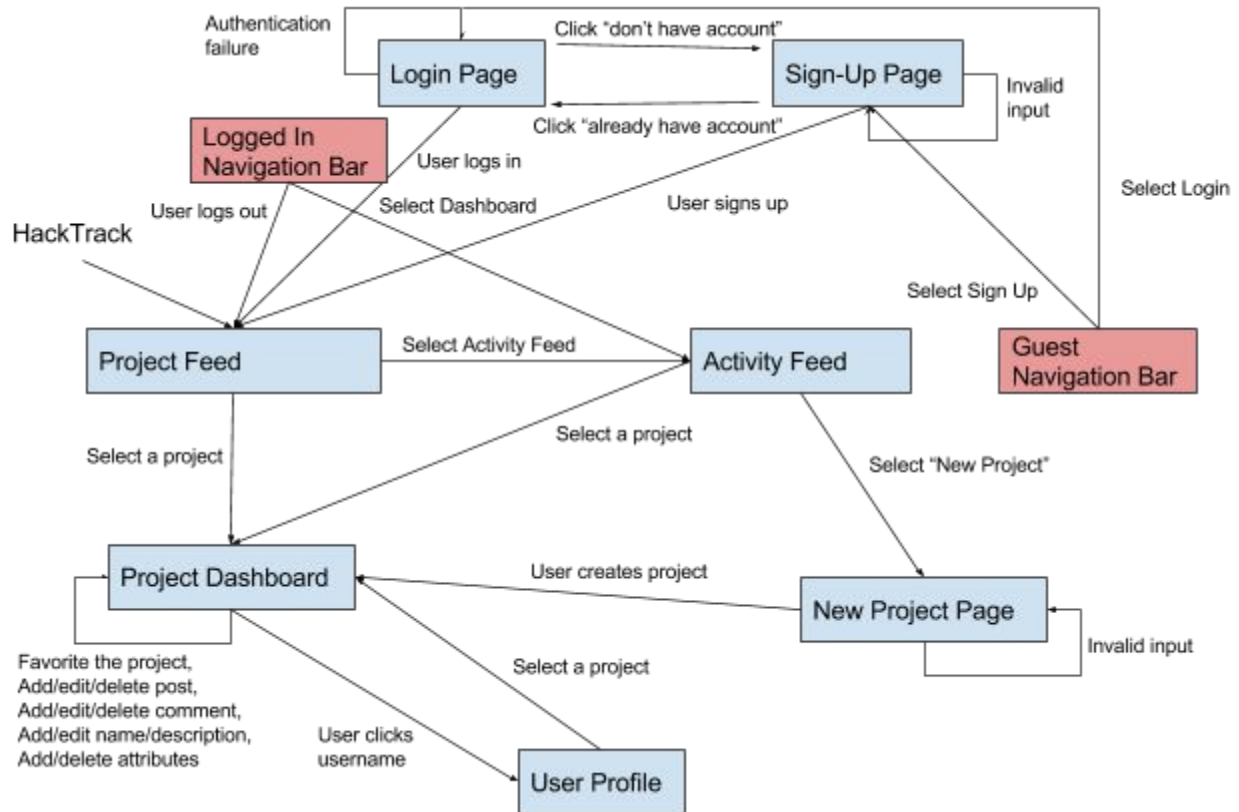 Authentication
failure
Click “don’t have account”
Login Page
Sign-Up Page
Invalid
input
Click “already have account”
Logged In
Navigation Bar
User logs in
Select Login
User logs out
Select Dashboard
User signs up
HackTrack
Select Sign Up
Project Feed
Select Activity Feed
Activity Feed
Guest
Navigation Bar
Select a project
Select a project
Select “New Project”
Project Dashboard
User creates project
New Project Page
Invalid input
Favorite the project,
Add/edit/delete post,
Add/edit/delete comment,
Add/edit name/description,
Add/delete attributes
Select a project
User clicks
username
User Profile